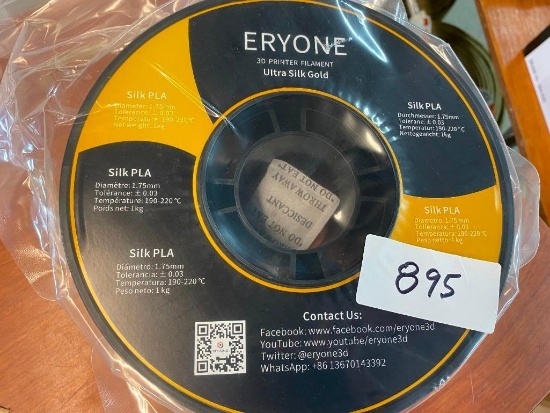 ERYONE
3D PRINTER FILAMENT
Ultra Silk Gold
Silk PLA
Diameter: 1.75mm
Tolerance: ± 0.03
Temperature: 190-220℃
Net weight: 1kg
Silk PLA
Durchmesser: 1.75mm
Tolerane: ± 0.03
Temperatur: 190-220℃
Nettogewicht: 1kg
Silk PLA
Diamètre: 1.75mm
Tolérance: ± 0.03
Température: 190-220℃
Poids net: 1kg
Silk PLA
Diametro: 1.75mm
Tolleranza: ± 0.03
Temperatura: 190-220℃
Peso netto: 1kg
Silk PLA
Diámetro: 1.75mm
Tolerancia: ± 0.03
Temperatura: 190-220℃
Peso neto: 1 kg
DO NOT EAT
DESICCANT
THROW AWAY
"DO NOT EAT"
895
Contact Us:
Facebook: www.facebook.com/eryone3d
YouTube: www.youtube/eryone3d
Twitter: @eryone3d
WhatsApp: +86 13670143392